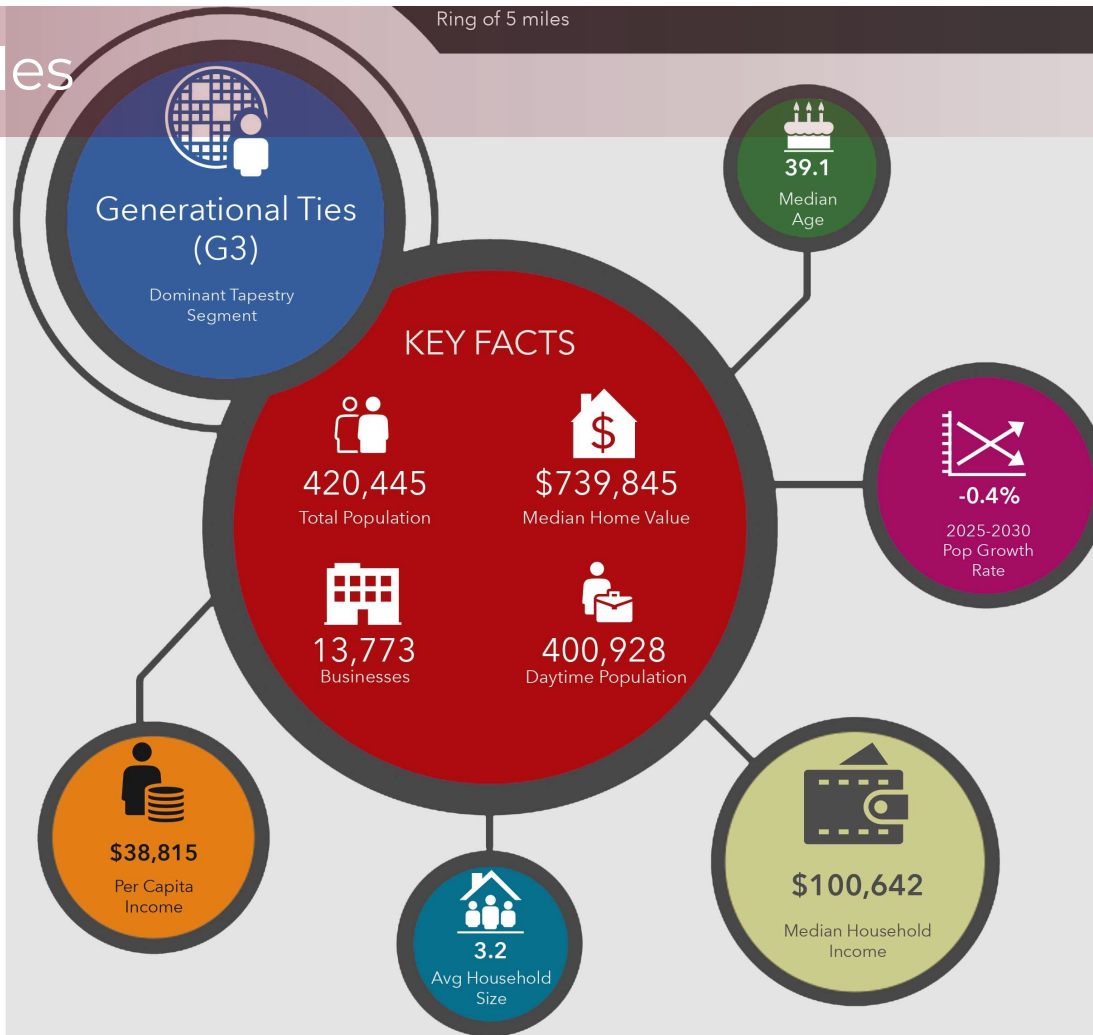 Ring of 5 miles
Generational Ties
(G3)
Dominant Tapestry
Segment
39.1
Median
Age
KEY FACTS
420,445
Total Population
$
$739,845
Median Home Value
13,773
Businesses
400,928
Daytime Population
-0.4%
2025-2030
Pop Growth
Rate
$38,815
Per Capita
Income
3.2
Avg Household
Size
$100,642
Median Household
Income